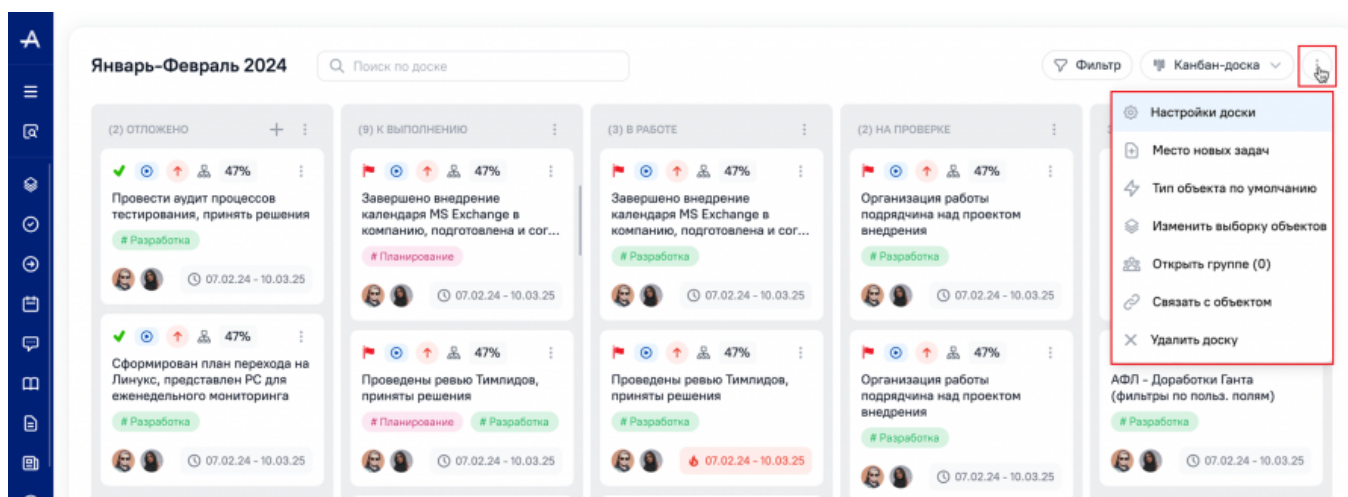 Январь-Февраль 2024
Поиск по доске
Фильтр
Канбан-доска
Настройки доски
Место новых задач
Тип объекта по умолчанию
Изменить выборку объектов
Открыть группе (0)
Связать с объектом
Удалить доску
(2) ОТЛОЖЕНО
47%
Провести аудит процессов
тестирования, принять решения
# Разработка
07.02.24 - 10.03.25
47%
Сформирован план перехода на
Линукс, представлен РС для
еженедельного мониторинга
# Разработка
07.02.24 - 10.03.25
(9) К ВЫПОЛНЕНИЮ
47%
Завершено внедрение
календаря MS Exchange в
компанию, подготовлена и сог...
# Планирование
07.02.24 - 10.03.25
47%
Проведены ревью Тимлидов,
приняты решения
# Планирование # Разработка
07.02.24 - 10.03.25
(3) В РАБОТЕ
47%
Завершено внедрение
календаря MS Exchange в
компанию, подготовлена и сог...
# Разработка
07.02.24 - 10.03.25
47%
Проведены ревью Тимлидов,
приняты решения
# Разработка
07.02.24 - 10.03.25
(2) НА ПРОВЕРКЕ
47%
Организация работы
подрядчина над проектом
внедрения
# Разработка
07.02.24 - 10.03.25
47%
Организация работы
подрядчина над проектом
внедрения
# Разработка
07.02.24 - 10.03.25
АФЛ - Доработки Ганта
(фильтры по польз. полям)
# Разработка
07.02.24 - 10.03.25